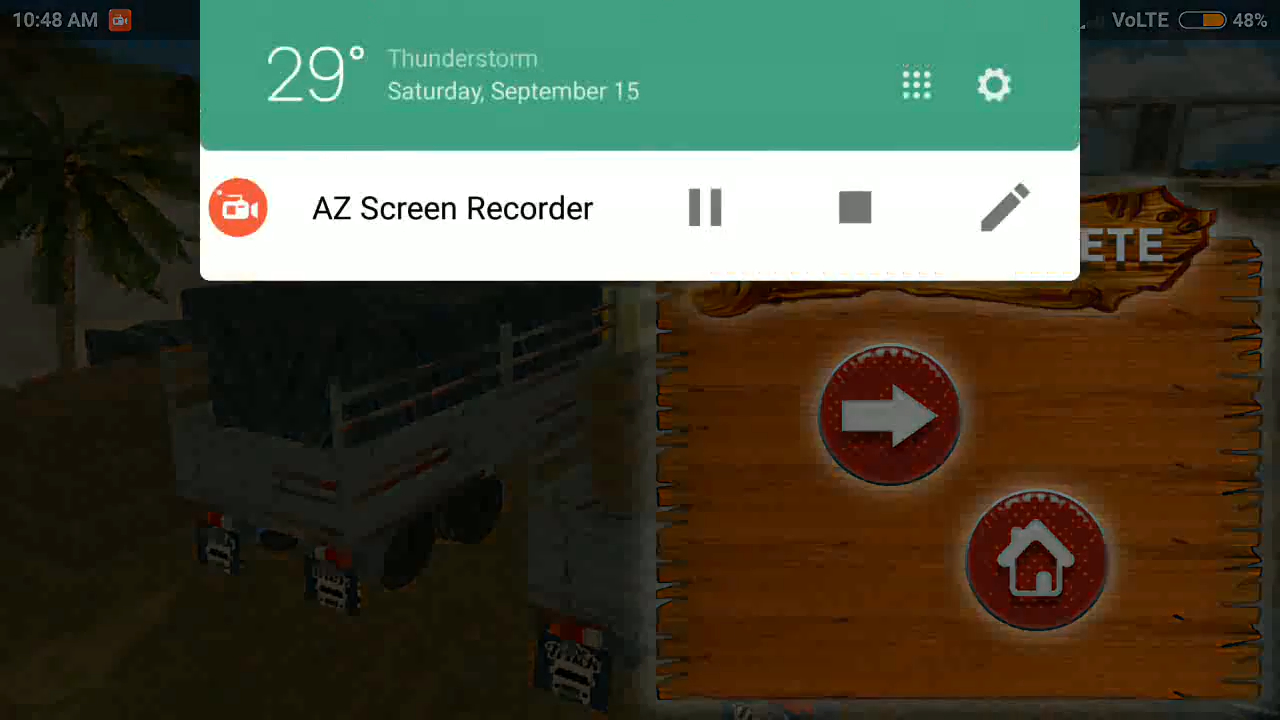 10:48 AM
VoLTE 48%
29°
Thunderstorm
Saturday, September 15
AZ Screen Recorder
ETE